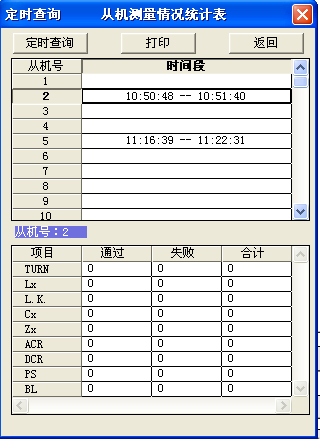 定时查询 从机测量情况统计表
定时查询 打印 返回
从机号 时间段
1
2 10:50:48 -- 10:51:40
3
4
5 11:16:39 -- 11:22:31
6
7
8
9
10
从机号：2
项目 通过 失败 合计
TURN 0 0 0
Lx 0 0 0
L.K. 0 0 0
Cx 0 0 0
Zx 0 0 0
ACR 0 0 0
DCR 0 0 0
PS 0 0 0
BL 0 0 0